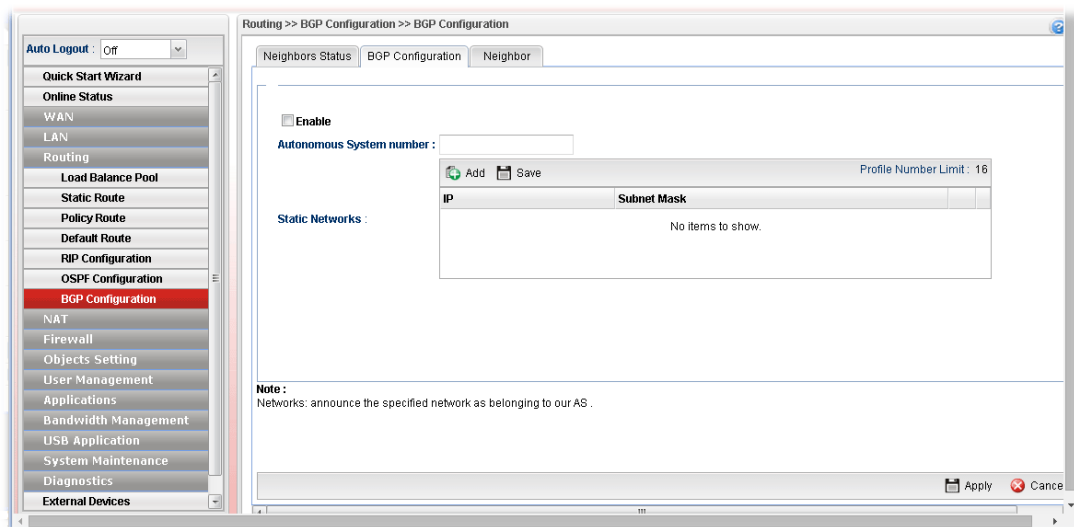 Routing >> BGP Configuration >> BGP Configuration
Auto Logout : Off
Quick Start Wizard
Online Status
WAN
LAN
Routing
Load Balance Pool
Static Route
Policy Route
Default Route
RIP Configuration
OSPF Configuration
BGP Configuration
NAT
Firewall
Objects Setting
User Management
Applications
Bandwidth Management
USB Application
System Maintenance
Diagnostics
External Devices
Neighbors Status BGP Configuration Neighbor
Enable
Autonomous System number :
Add Save Profile Number Limit : 16
IP Subnet Mask
Static Networks :
No items to show.
Note :
Networks: announce the specified network as belonging to our AS .
Apply Cance